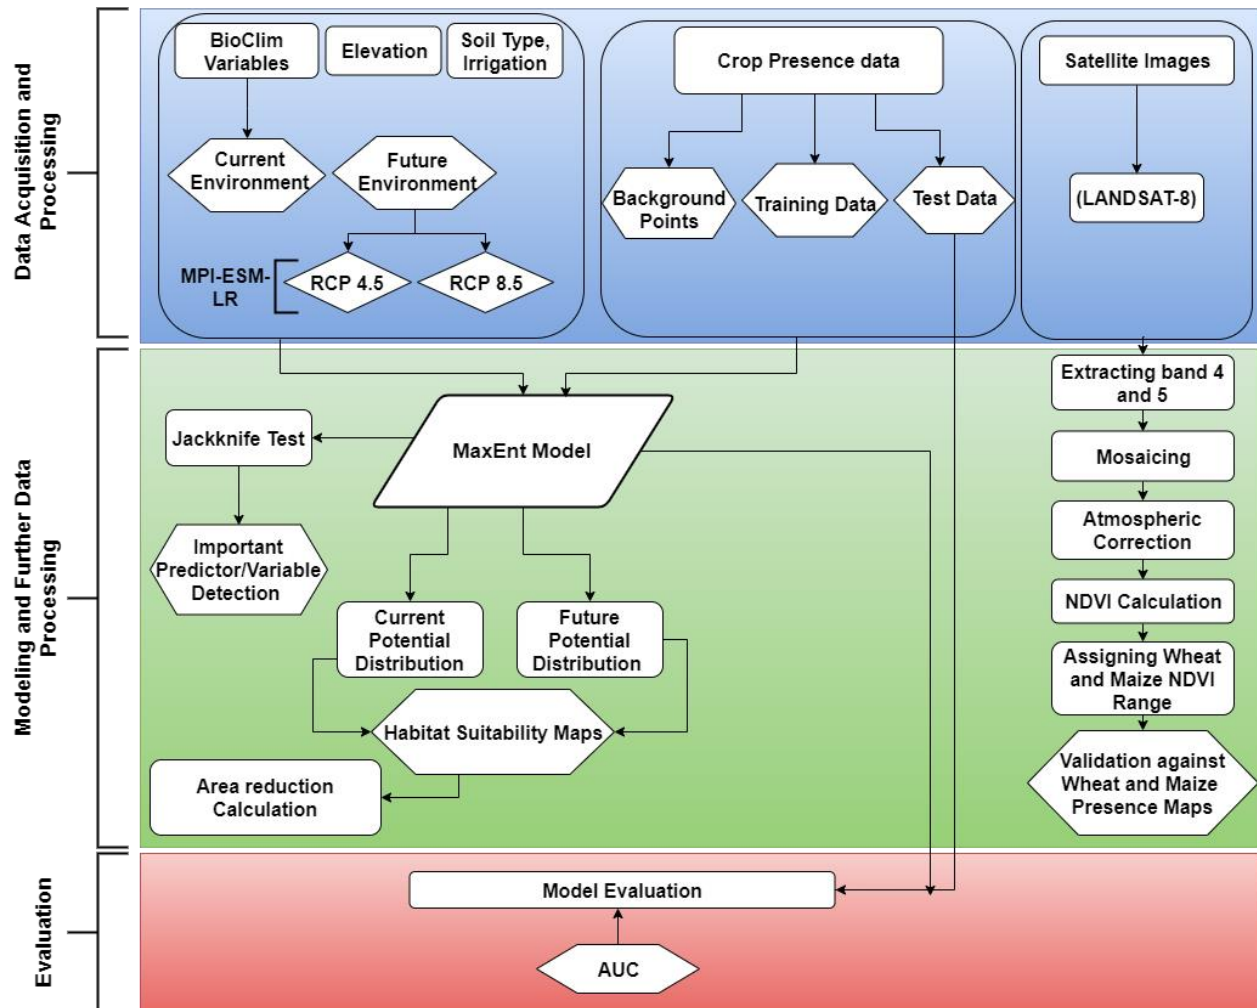 Data Acquisition and
Processing
BioClim
Variables
Elevation
Soil Type,
Irrigation
Current
Environment
Future
Environment
MPI-ESM-
LR
RCP 4.5
RCP 8.5
Crop Presence data
Background
Points
Training Data
Test Data
Satellite Images
(LANDSAT-8)
Modeling and Further Data
Processing
MaxEnt Model
Jackknife Test
Important
Predictor/Variable
Detection
Current
Potential
Distribution
Future
Potential
Distribution
Habitat Suitability Maps
Area reduction
Calculation
Extracting band 4
and 5
Mosaicing
Atmospheric
Correction
NDVI Calculation
Assigning Wheat
and Maize NDVI
Range
Validation against
Wheat and Maize
Presence Maps
Evaluation
Model Evaluation
AUC